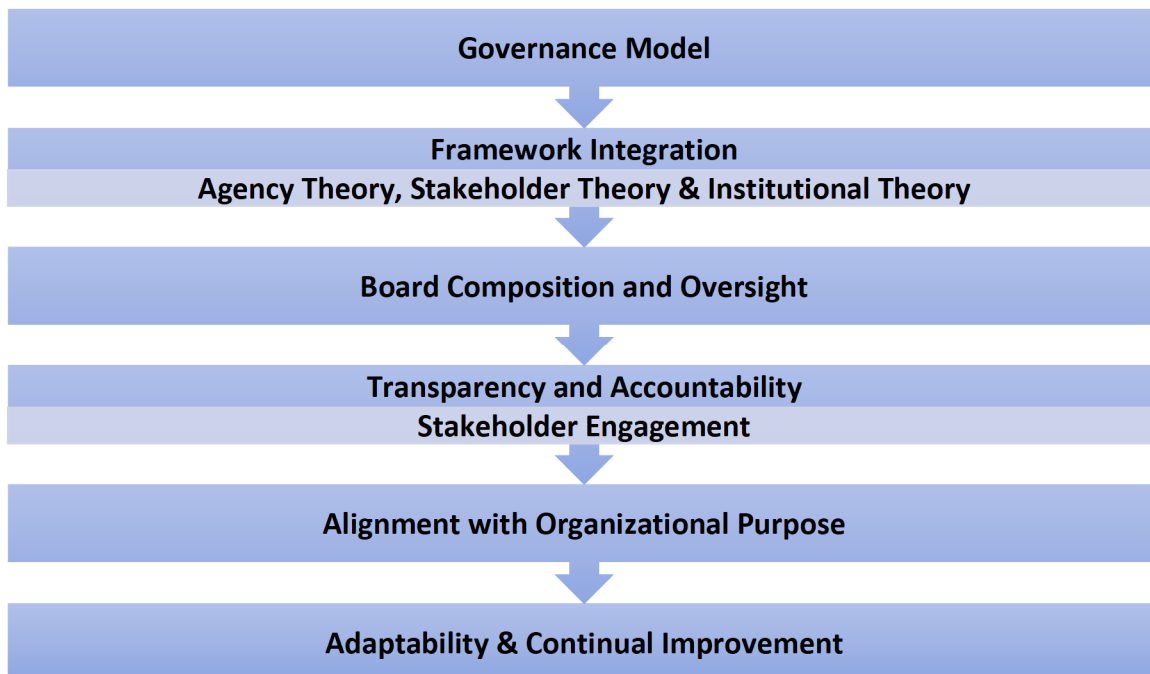 Governance Model
Framework Integration
Agency Theory, Stakeholder Theory & Institutional Theory
Board Composition and Oversight
Transparency and Accountability
Stakeholder Engagement
Alignment with Organizational Purpose
Adaptability & Continual Improvement